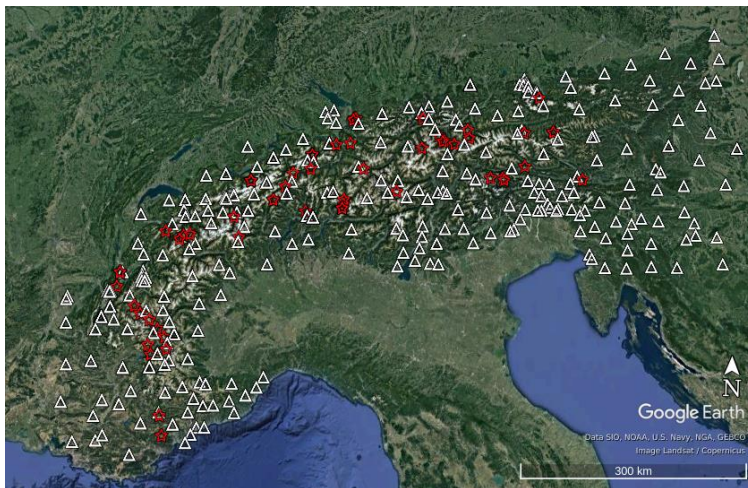 N
Google Earth
Data SIO, NOAA, U.S. Navy, NGA, GEBCO
Image Landsat / Copernicus
300 km